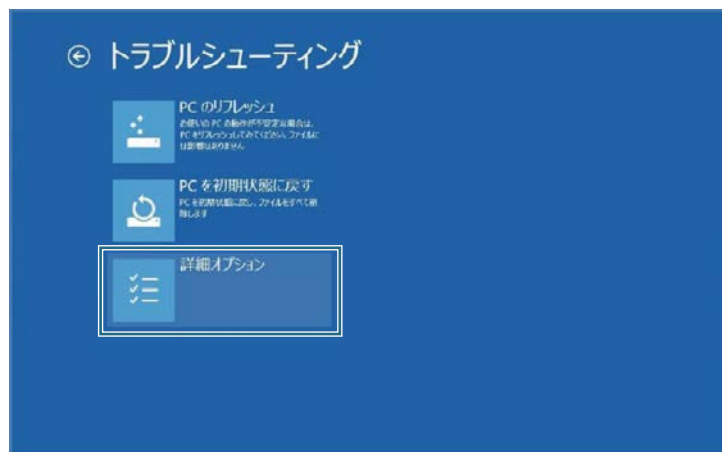 トラブルシューティング
PC のリフレッシュ
お使いの PC の動作が不安定な場合は、
PC をリフレッシュしてみてください。ファイルに
は影響はありません
PC を初期状態に戻す
PC を初期状態に戻し、ファイルをすべて削
除します
詳細オプション